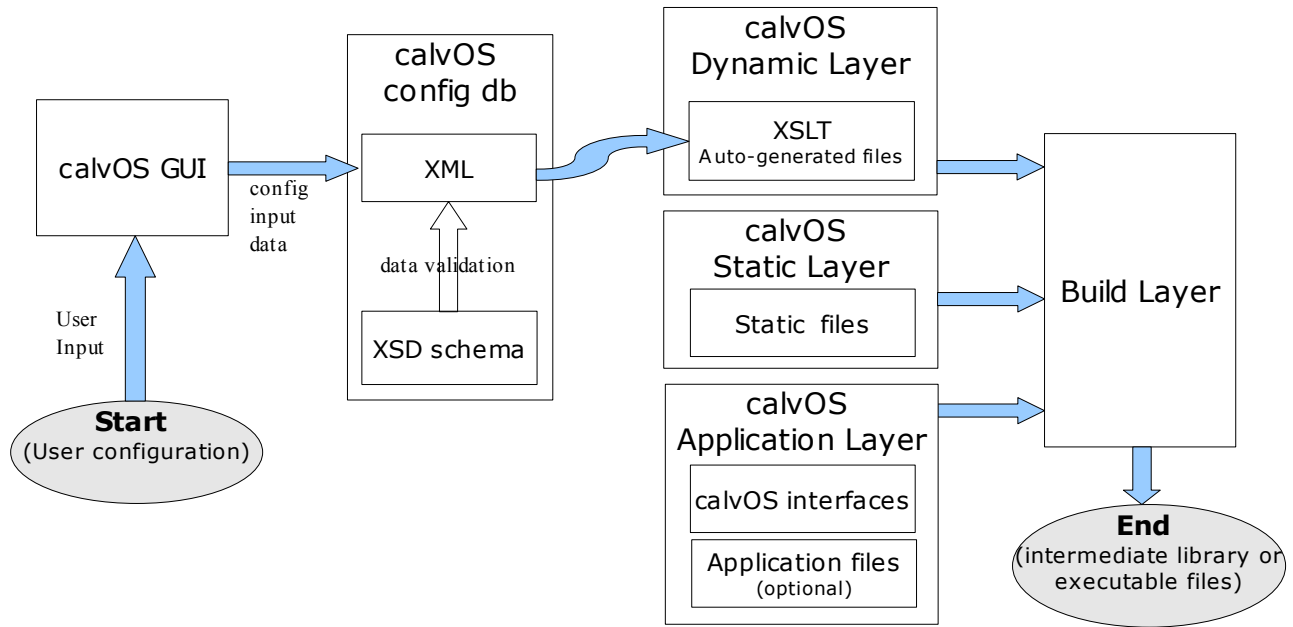 Start
(User configuration)
User
Input
calvOS GUI
config
input
data
calvOS
config db
XML
data validation
XSD schema
calvOS
Dynamic Layer
XSLT
Auto-generated files
calvOS
Static Layer
Static files
calvOS
Application Layer
calvOS interfaces
Application files
(optional)
Build Layer
End
(intermediate library or
executable files)